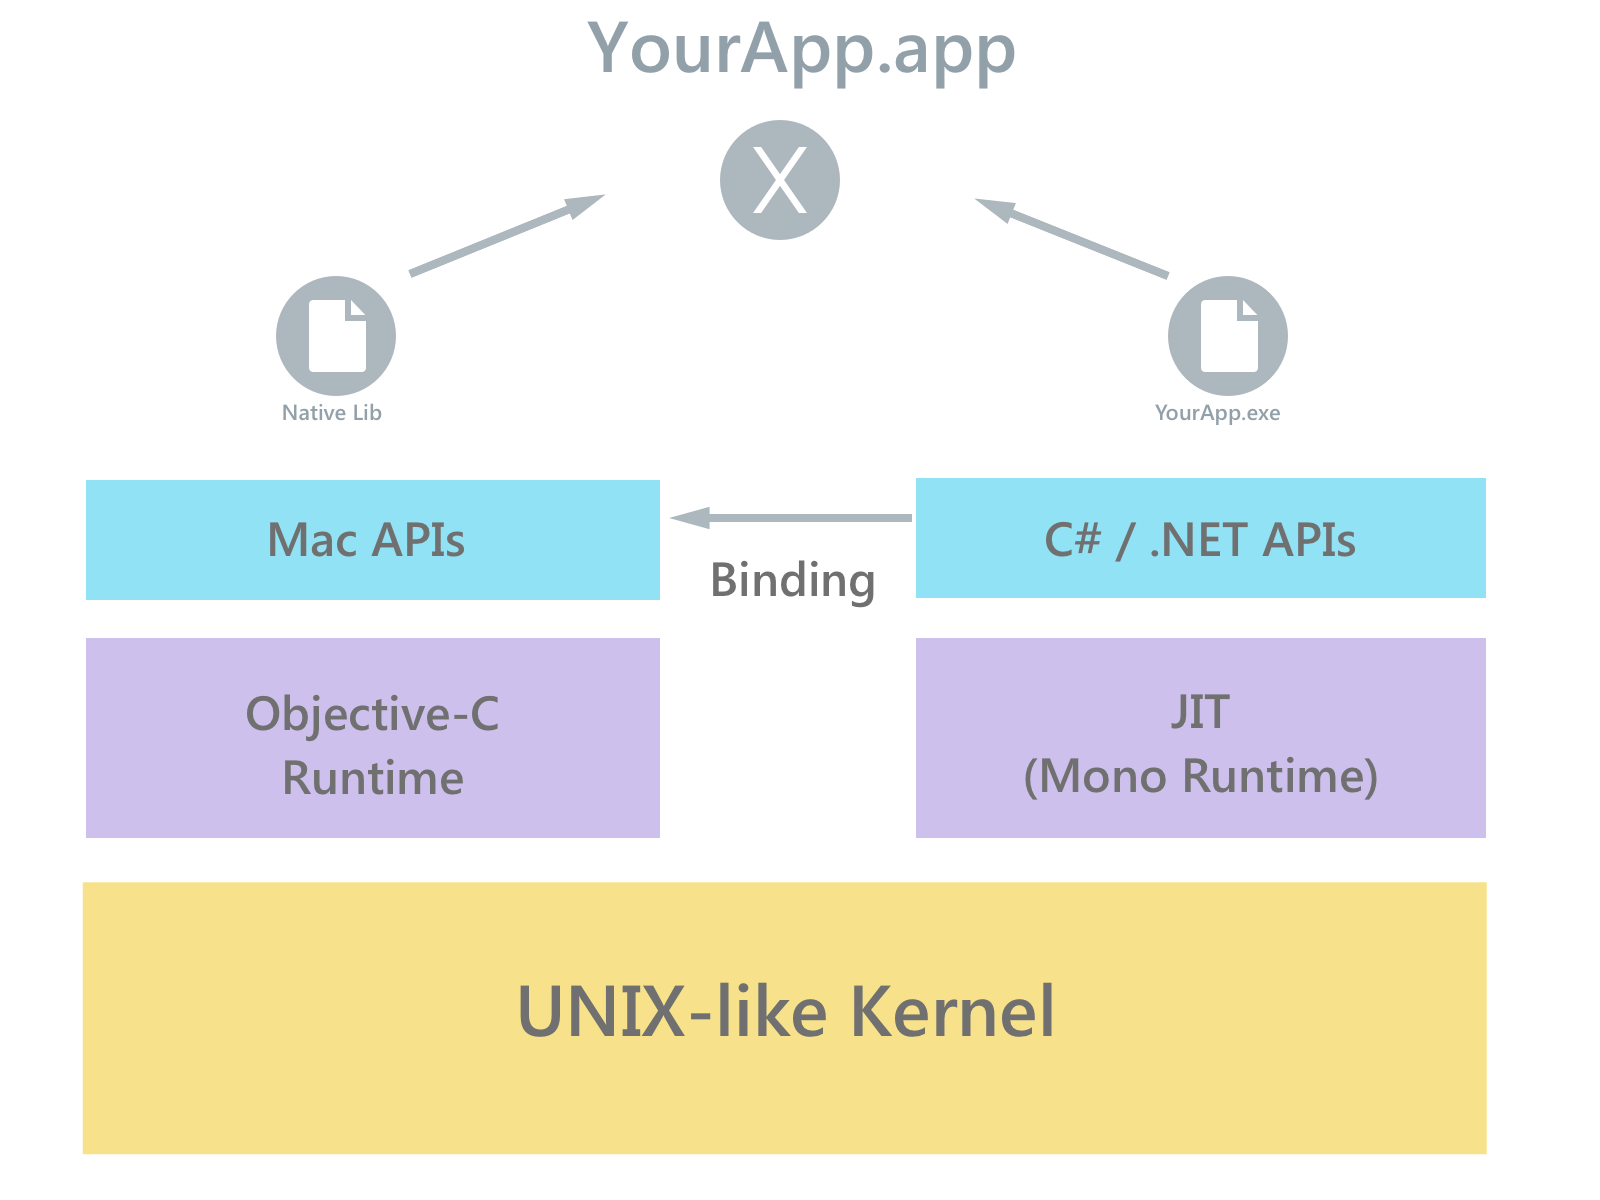 YourApp.app
X
Native Lib
YourApp.exe
Mac APIs
C# / .NET APIs
Binding
Objective-C
Runtime
JIT
(Mono Runtime)
UNIX-like Kernel